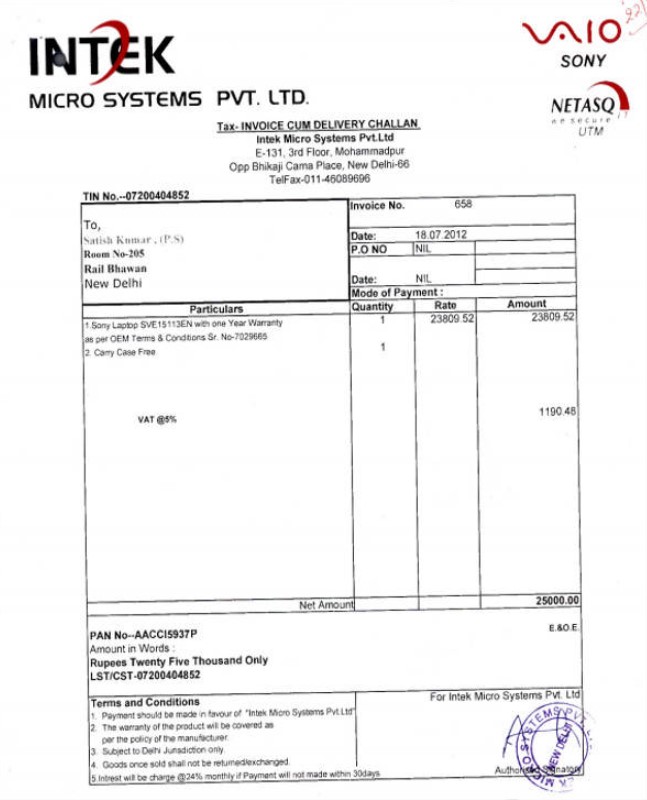 INTEK
MICRO SYSTEMS PVT. LTD.
VAIO
SONY
NETASQ
we secure IT
UTM
22
Tax- INVOICE CUM DELIVERY CHALLAN
Intek Micro Systems Pvt.Ltd
E-131, 3rd Floor, Mohammadpur
Opp Bhikaji Cama Place, New Delhi-66
TelFax-011-46089696
TIN No.--07200404852
Invoice No. 658
To,
Satish Kumar , (P.S)
Room No-205
Rail Bhawan
New Delhi
Date: 18.07.2012
P.O NO NIL
Date: NIL
Mode of Payment :
Particulars Quantity Rate Amount
1.Sony Laptop SVE15113EN with one Year Warranty 1 23809.52 23809.52
as per OEM Terms & Conditions Sr. No-7029665
2. Carry Case Free 1
VAT @5% 1190.48
Net Amount 25000.00
E.&O.E.
PAN No--AACCI5937P
Amount in Words :
Rupees Twenty Five Thousand Only
LST/CST-07200404852
Terms and Conditions
1. Payment should be made in favour of "Intek Micro Systems Pvt.Ltd"
2. The warranty of the product will be covered as
per the policy of the manufacturer.
3. Subject to Delhi Jurisdiction only.
4. Goods once sold shall not be returned/exchanged.
5.Intrest will be charge @24% monthly if Payment will not made within 30days
For Intek Micro Systems Pvt. Ltd
Authorised Signatory
MICRO SYSTEMS PVT.
NEW DELHI